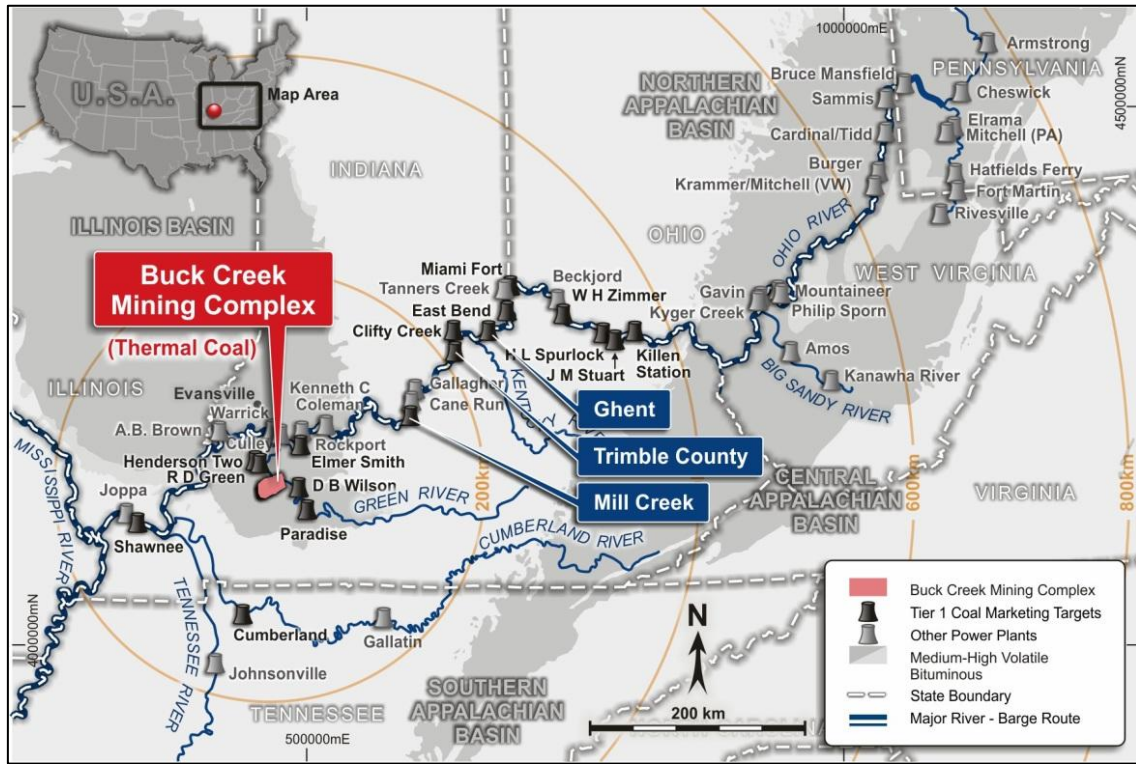 U.S.A.
Map Area
1000000mE
4500000mN
NORTHERN
APPALACHIAN
BASIN
Armstrong
PENNSYLVANIA
Bruce Mansfield
Sammis
Cheswick
Cardinal/Tidd
Elrama
Mitchell (PA)
Burger
Krammer/Mitchell (VW)
Hatfields Ferry
Fort Martin
Rivesville
INDIANA
ILLINOIS BASIN
OHIO
OHIO RIVER
WEST VIRGINIA
Buck Creek
Mining Complex
(Thermal Coal)
Miami Fort
Tanners Creek
East Bend
Clifty Creek
Beckjord
W H Zimmer
Gavin
Kyger Creek
Mountaineer
Philip Sporn
H L Spurlock
J M Stuart
Killen
Station
Amos
Kanawha River
BIG SANDY RIVER
ILLINOIS
Evansville
Warrick
A.B. Brown
Culley
Kenneth C
Coleman
Gallagher
Cane Run
Rockport
Elmer Smith
Henderson Two
R D Green
D B Wilson
Paradise
GREEN RIVER
Ghent
Trimble County
Mill Creek
MISSISSIPPI RIVER
Joppa
Shawnee
CUMBERLAND RIVER
200km
CENTRAL
APPALACHIAN
BASIN
600km
VIRGINIA
800km
4000000mN
TENNESSEE RIVER
Cumberland
Gallatin
Johnsonville
TENNESSEE
500000mE
SOUTHERN
APPALACHIAN
BASIN
N
200 km
Buck Creek Mining Complex
Tier 1 Coal Marketing Targets
Other Power Plants
Medium-High Volatile
Bituminous
State Boundary
Major River - Barge Route